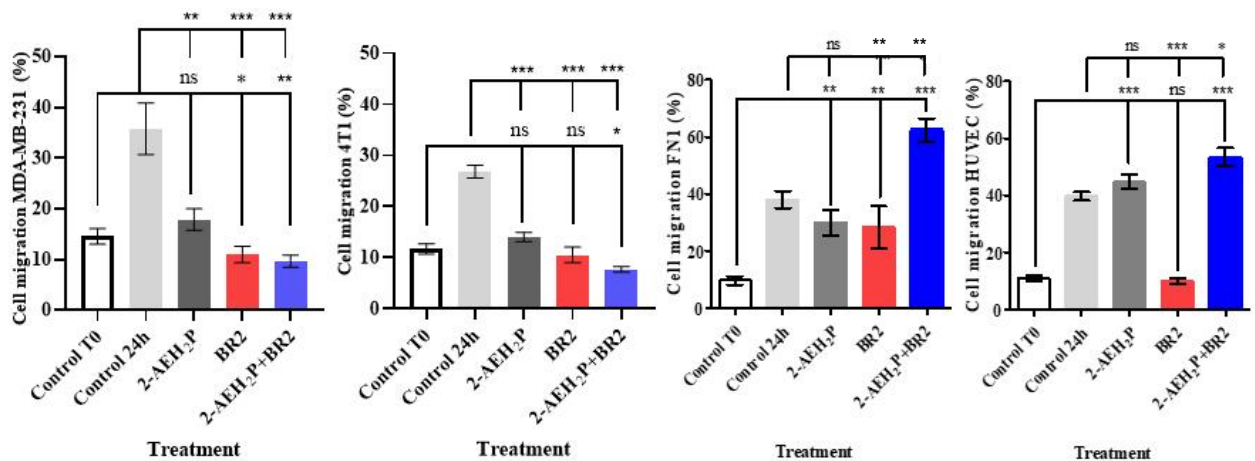 Cell migration MDA-MB-231 (%)
** *** ***
ns * **
50
40
30
20
10
0
Control T0
Control 24h
2-AEH₂P
BR2
2-AEH₂P+BR2
Treatment
Cell migration 4T1 (%)
*** *** ***
ns ns *
50
40
30
20
10
0
Control T0
Control 24h
2-AEH₂P
BR2
2-AEH₂P+BR2
Treatment
Cell migration FN1 (%)
ns ** **
** ** ***
80
60
40
20
0
Control T0
Control 24h
2-AEH₂P
BR2
2-AEH₂P+BR2
Treatment
Cell migration HUVEC (%)
ns *** *
*** ns ***
80
60
40
20
0
Control T0
Control 24h
2-AEH₂P
BR2
2-AEH₂P+BR2
Treatment